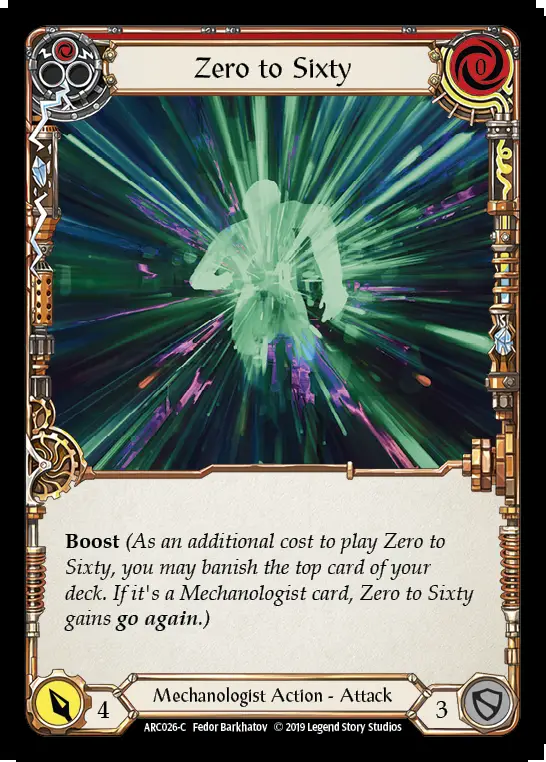 Zero to Sixty
0
Boost (As an additional cost to play Zero to
Sixty, you may banish the top card of your
deck. If it's a Mechanologist card, Zero to Sixty
gains go again.)
4
Mechanologist Action - Attack
3
ARC026-C Fedor Barkhatov © 2019 Legend Story Studios